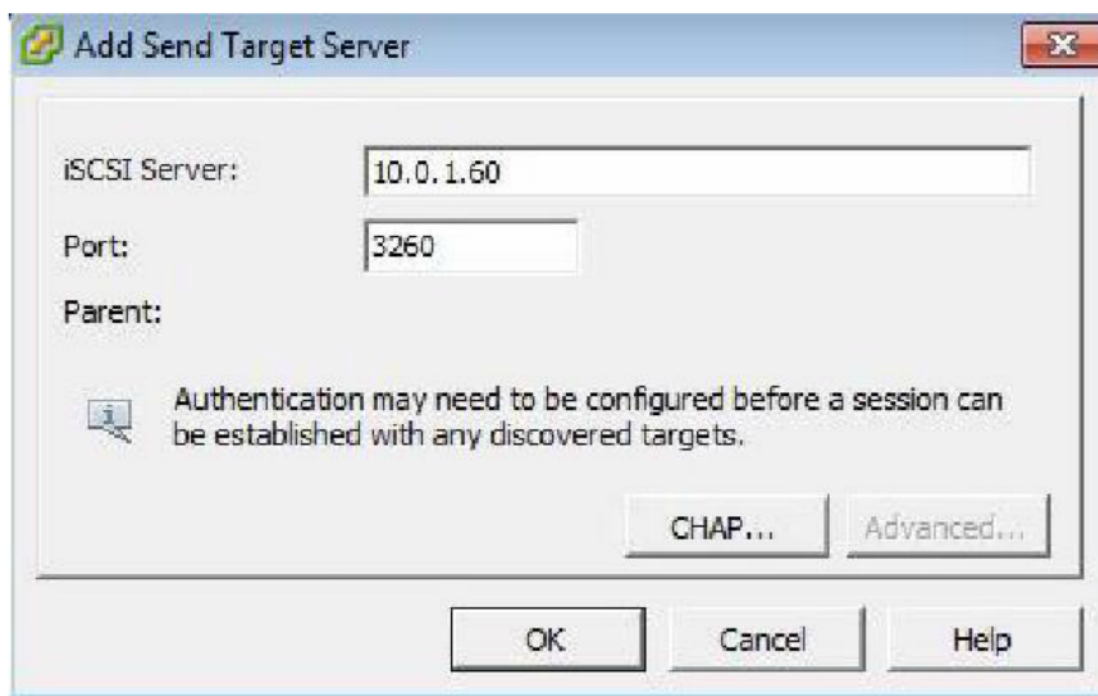 Add Send Target Server
iSCSI Server:
10.0.1.60
Port:
3260
Parent:
Authentication may need to be configured before a session can
be established with any discovered targets.
CHAP...
Advanced...
OK
Cancel
Help